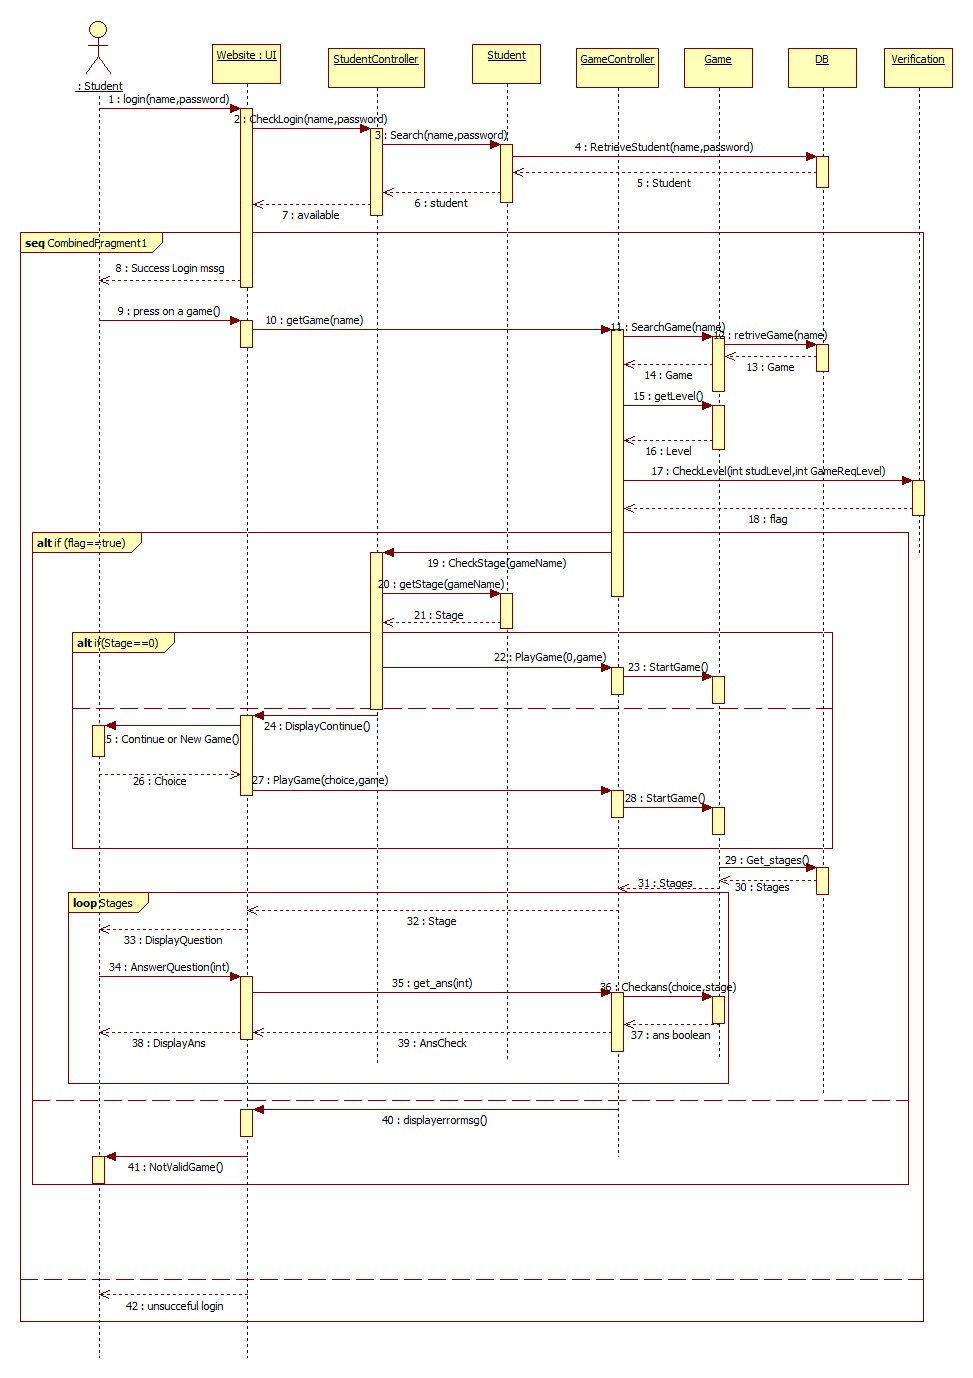 : Student
Website : UI
StudentController
Student
GameController
Game
DB
Verification
1 : login(name,password)
2 : CheckLogin(name,password)
3 : Search(name,password)
4 : RetrieveStudent(name,password)
5 : Student
6 : student
7 : available
seq CombinedFragment1
8 : Success Login mssg
9 : press on a game()
10 : getGame(name)
11 : SearchGame(name)
12 : retriveGame(name)
13 : Game
14 : Game
15 : getLevel()
16 : Level
17 : CheckLevel(int studLevel,int GameReqLevel)
18 : flag
alt if (flag==true)
19 : CheckStage(gameName)
20 : getStage(gameName)
21 : Stage
alt if(Stage==0)
22 : PlayGame(0,game)
23 : StartGame()
24 : DisplayContinue()
5 : Continue or New Game()
26 : Choice
27 : PlayGame(choice,game)
28 : StartGame()
29 : Get_stages()
30 : Stages
31 : Stages
loop Stages
32 : Stage
33 : DisplayQuestion
34 : AnswerQuestion(int)
35 : get_ans(int)
36 : Checkans(choice,stage)
37 : ans boolean
38 : DisplayAns
39 : AnsCheck
40 : displayerrormsg()
41 : NotValidGame()
42 : unsucceful login